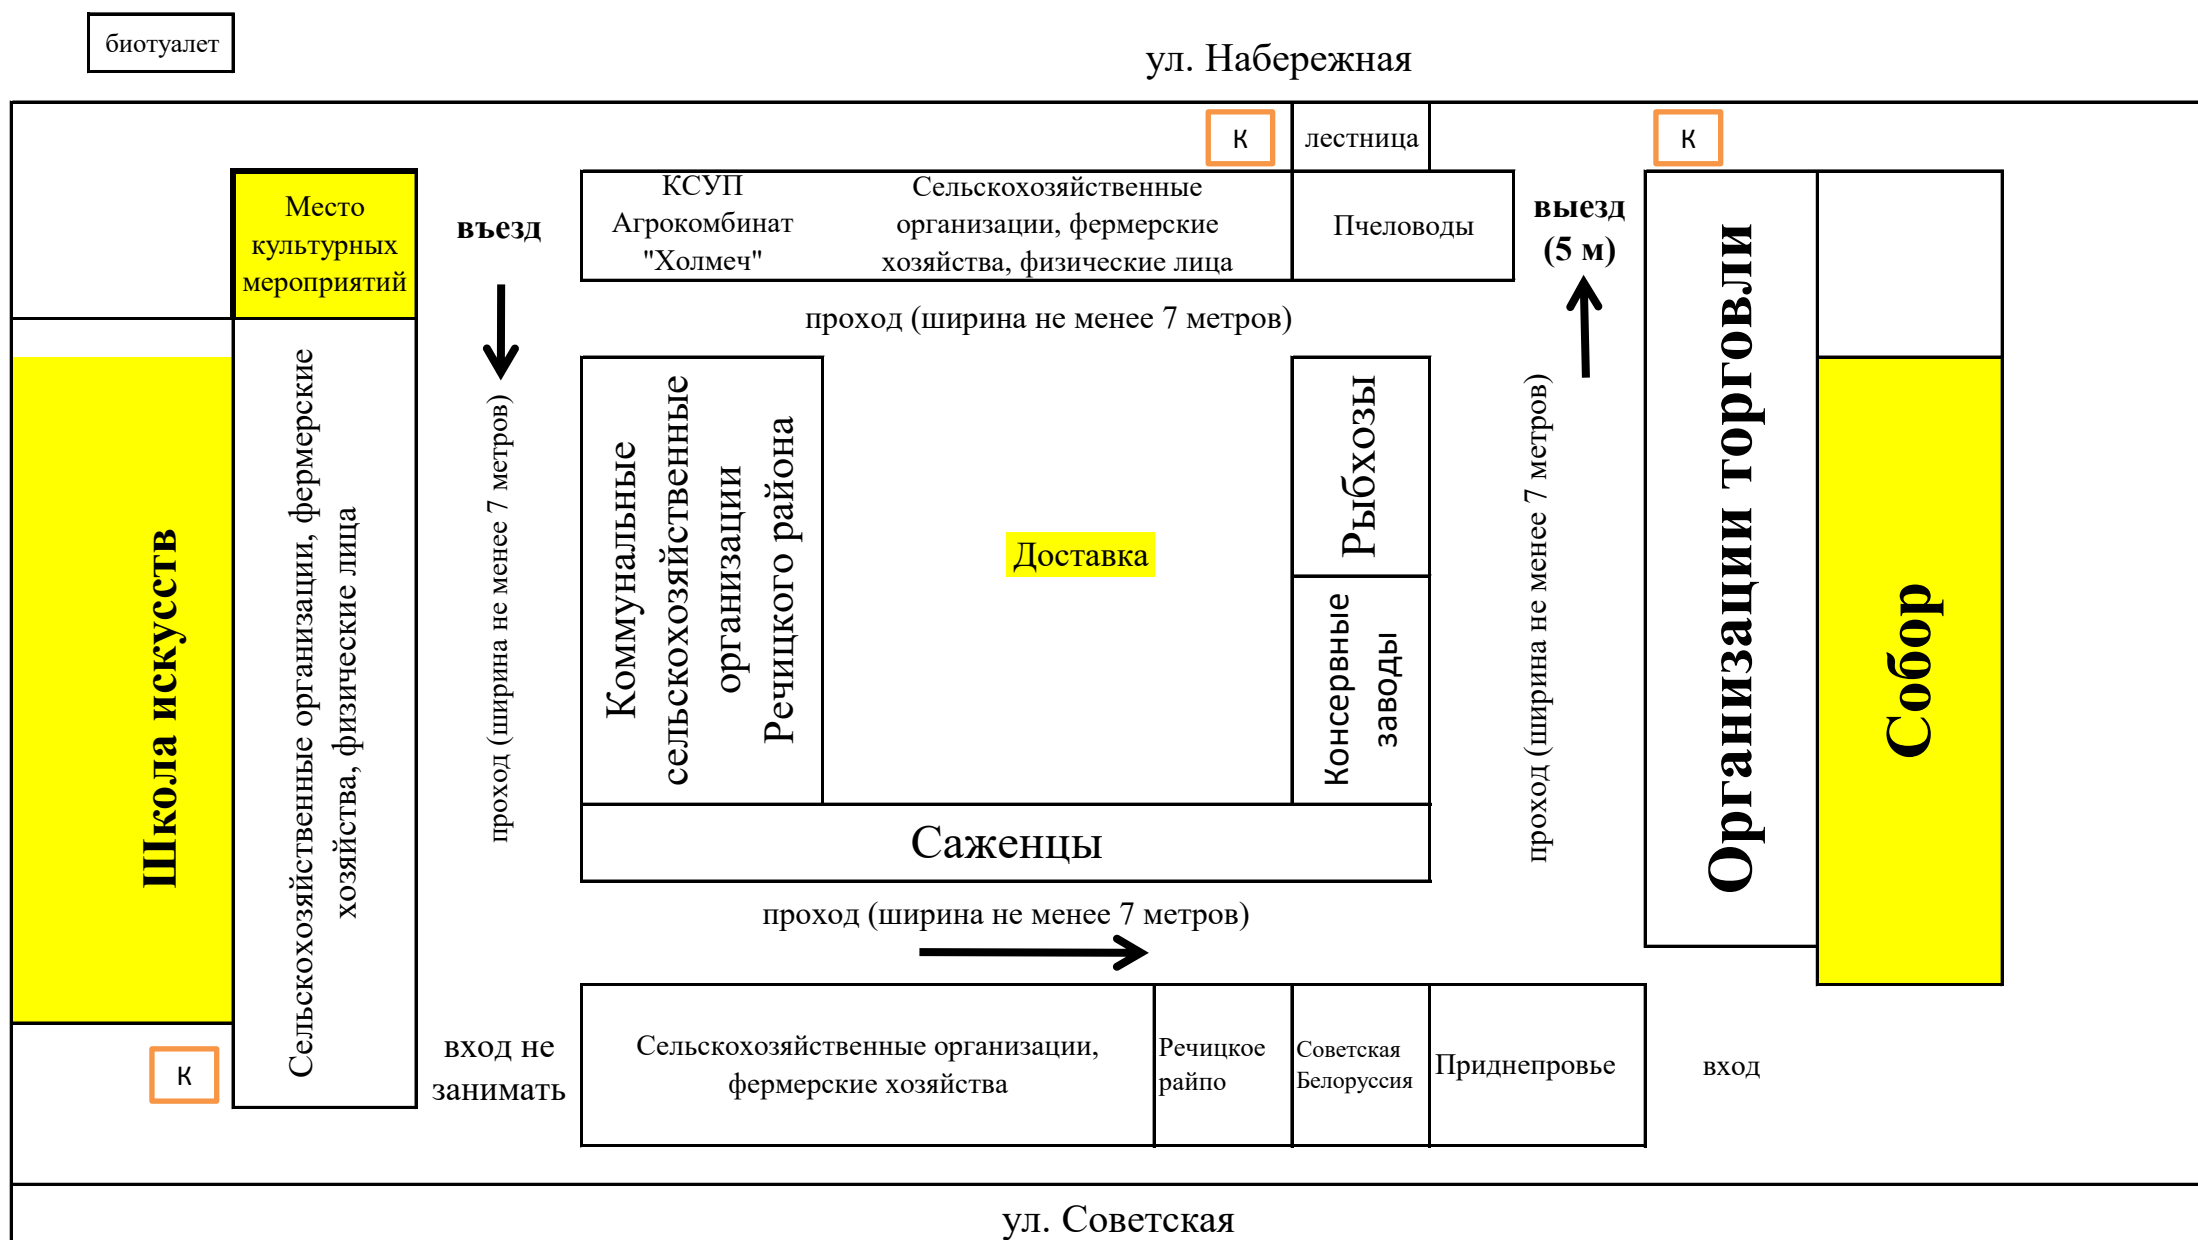 биотуалет
ул. Набережная
К
лестница
К
Место
культурных
мероприятий
въезд
КСУП
Агрокомбинат
"Холмеч"
Сельскохозяйственные
организации, фермерские
хозяйства, физические лица
Пчеловоды
выезд
(5 м)
проход (ширина не менее 7 метров)
Школа искусств
Сельскохозяйственные организации, фермерские
хозяйства, физические лица
проход (ширина не менее 7 метров)
Коммунальные
сельскохозяйственные
организации
Речицкого района
Доставка
Рыбхозы
Консервные
заводы
проход (ширина не менее 7 метров)
Организации торговли
Собор
Саженцы
проход (ширина не менее 7 метров)
К
вход не
занимать
Сельскохозяйственные организации,
фермерские хозяйства
Речицкое
райпо
Советская
Белоруссия
Приднепровье
вход
ул. Советская